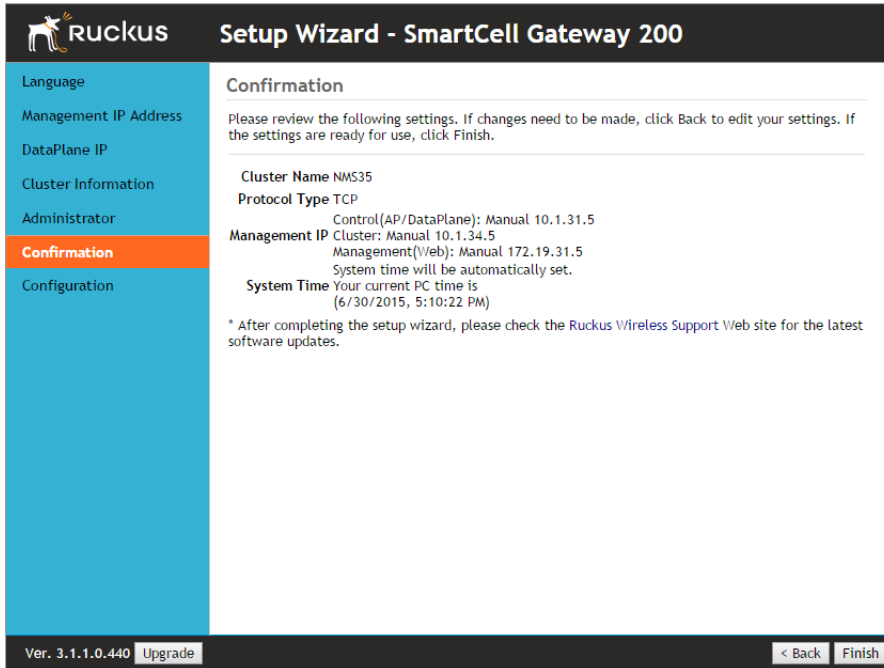 Ruckus
Setup Wizard - SmartCell Gateway 200
Language
Management IP Address
DataPlane IP
Cluster Information
Administrator
Confirmation
Configuration
Confirmation
Please review the following settings. If changes need to be made, click Back to edit your settings. If
the settings are ready for use, click Finish.
Cluster Name NMS35
Protocol Type TCP
Control(AP/DataPlane): Manual 10.1.31.5
Management IP Cluster: Manual 10.1.34.5
Management(Web): Manual 172.19.31.5
System time will be automatically set.
System Time Your current PC time is
(6/30/2015, 5:10:22 PM)
* After completing the setup wizard, please check the Ruckus Wireless Support Web site for the latest
software updates.
Ver. 3.1.1.0.440 Upgrade
< Back Finish